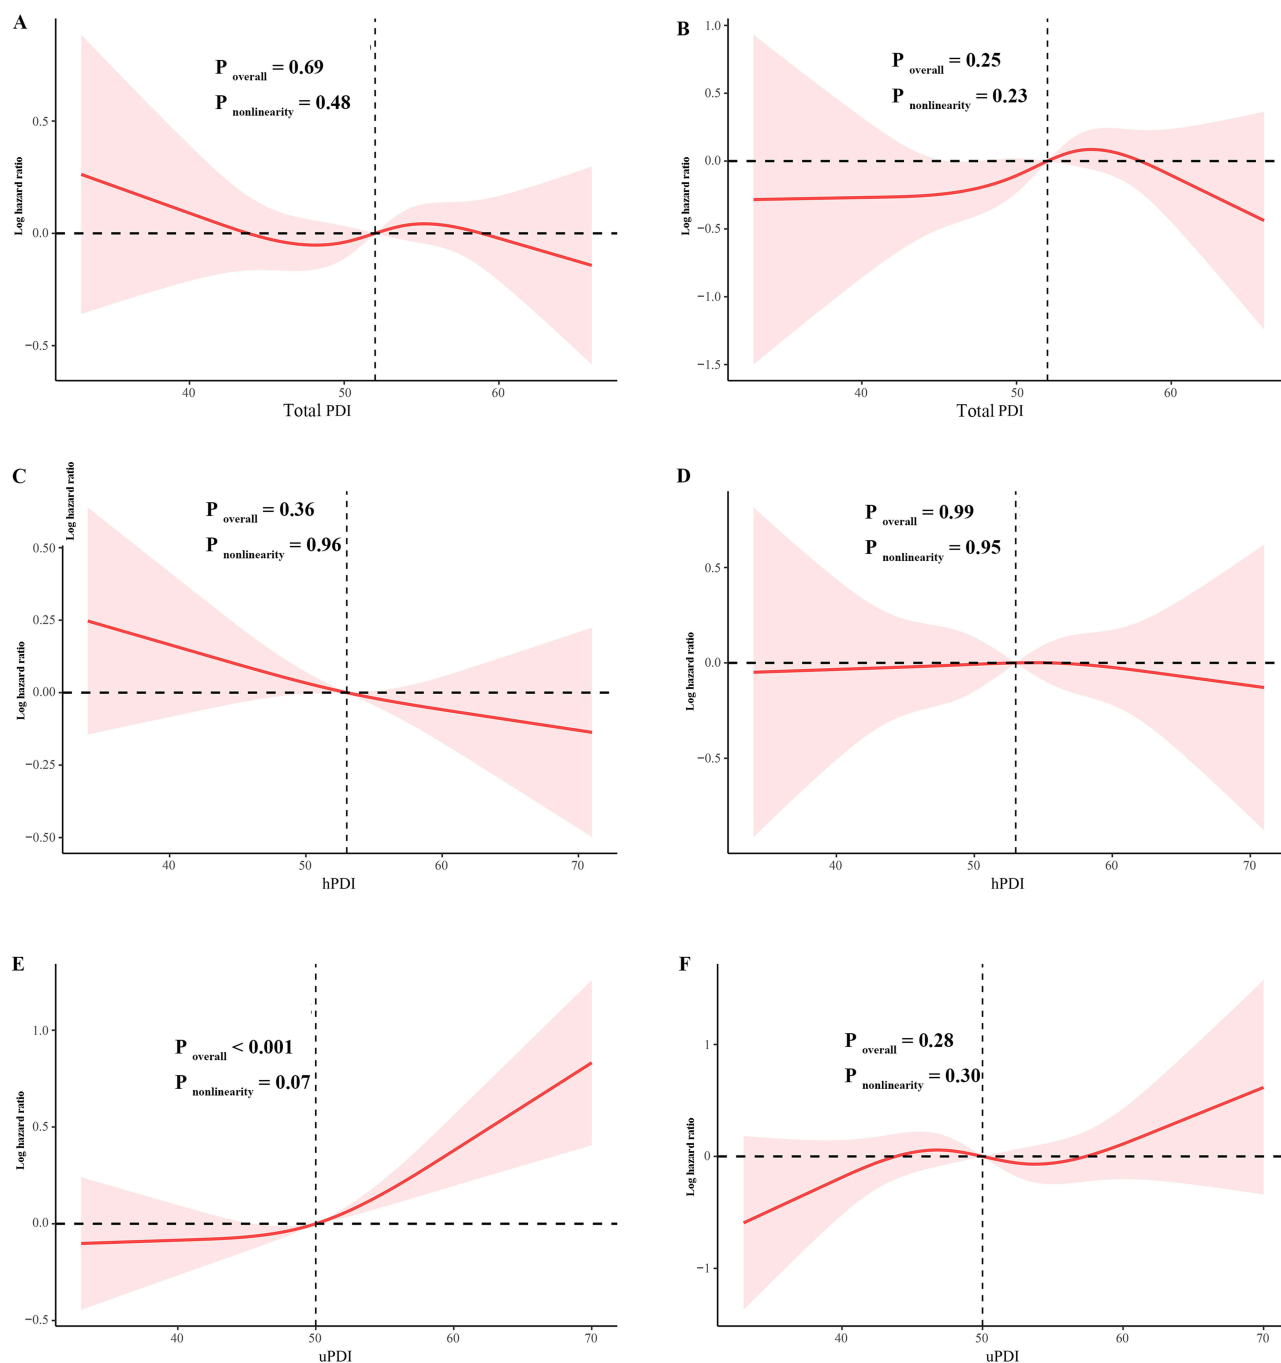 A
P overall = 0.69
P nonlinearity = 0.48
Log hazard ratio
0.5
0.0
−0.5
40
50
60
Total PDI
B
P overall = 0.25
P nonlinearity = 0.23
Log hazard ratio
1.0
0.5
0.0
−0.5
−1.0
−1.5
40
50
60
Total PDI
C
Log hazard ratio
P overall = 0.36
P nonlinearity = 0.96
Log hazard ratio
0.50
0.25
0.00
−0.25
−0.50
40
50
60
70
hPDI
D
P overall = 0.99
P nonlinearity = 0.95
Log hazard ratio
0.5
0.0
−0.5
40
50
60
70
hPDI
E
P overall < 0.001
P nonlinearity = 0.07
Log hazard ratio
1.0
0.5
0.0
−0.5
40
50
60
70
uPDI
F
P overall = 0.28
P nonlinearity = 0.30
Log hazard ratio
1
0
−1
40
50
60
70
uPDI